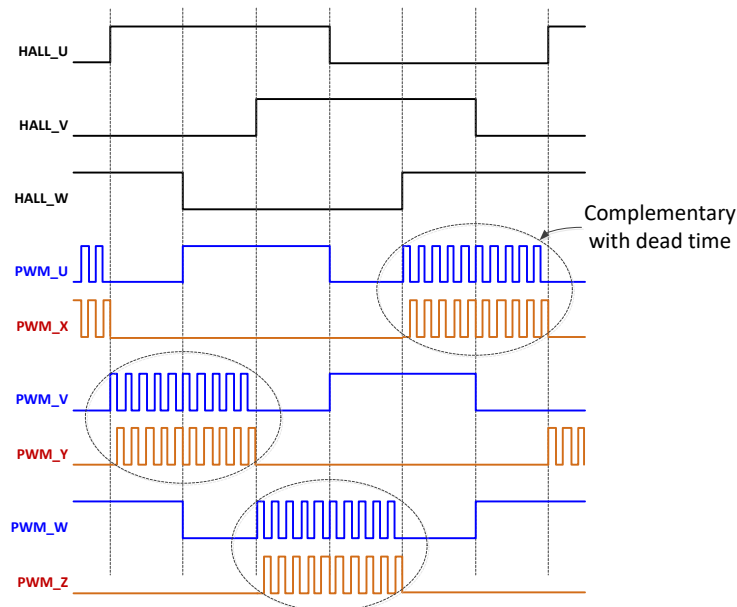 HALL_U
HALL_V
HALL_W
Complementary
with dead time
PWM_U
PWM_X
PWM_V
PWM_Y
PWM_W
PWM_Z